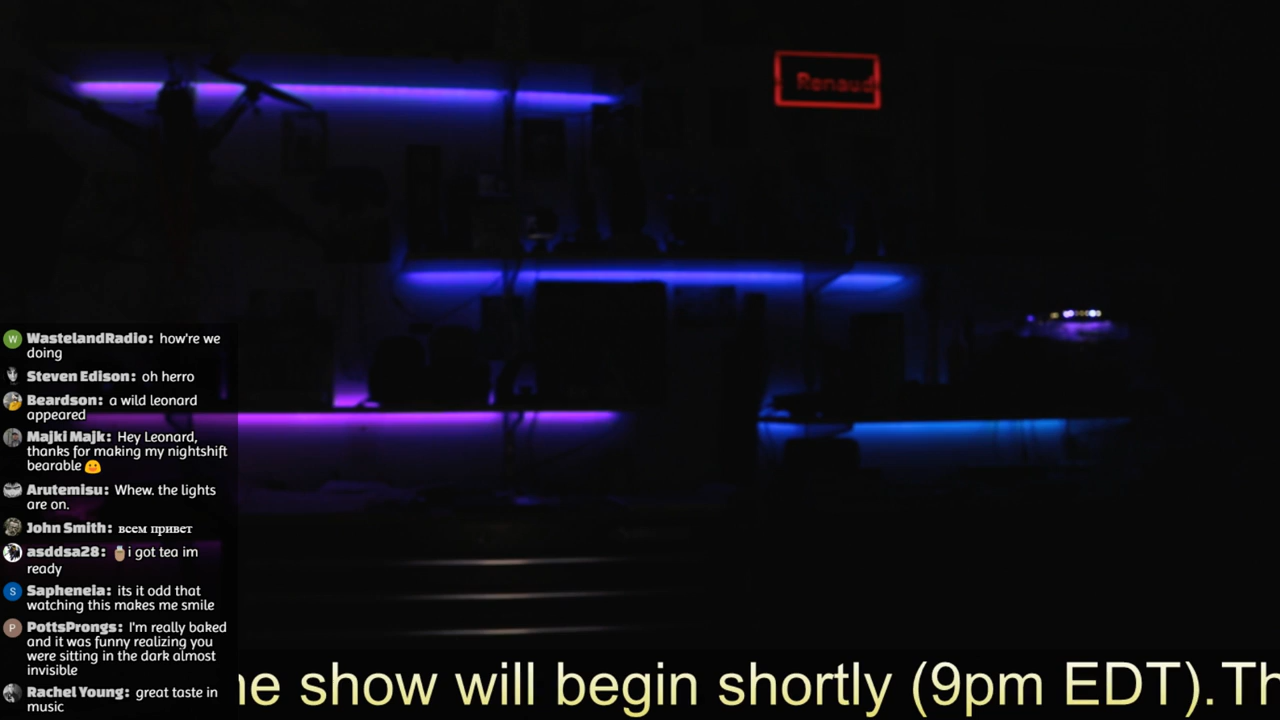 Renaud
WastelandRadio: how're we
doing
Steven Edison: oh herro
Beardson: a wild leonard
appeared
Majki Majk: Hey Leonard,
thanks for making my nightshift
bearable
Arutemisu: Whew. the lights
are on.
John Smith: всем привет
asddsa28: i got tea im
ready
Sapheneia: its it odd that
watching this makes me smile
PottsProngs: I'm really baked
and it was funny realizing you
were sitting in the dark almost
invisible
Rachel Young: great taste in
music
he show will begin shortly (9pm EDT).Th